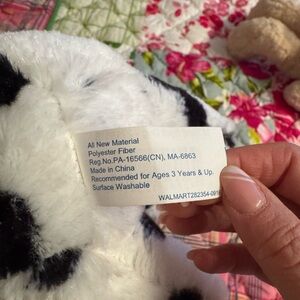 All New Material
Polyester Fiber
Reg.No.PA-16566(CN), MA-6863
Made in China
Recommended for Ages 3 Years & Up.
Surface Washable
WALMART282354-0916